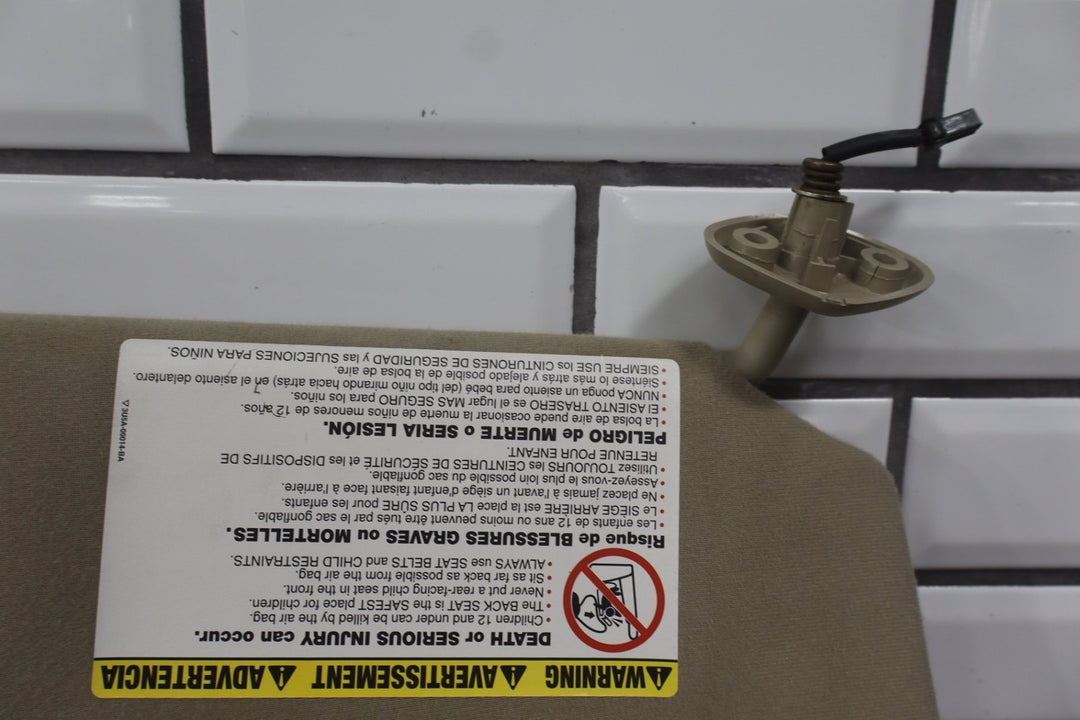 WARNING AVERTISSEMENT ADVERTENCIA
DEATH or SERIOUS INJURY can occur.
• Children 12 and under can be killed by the air bag.
• The BACK SEAT is the SAFEST place for children.
• Never put a rear-facing child seat in the front.
• Sit as far back as possible from the air bag.
• ALWAYS use SEAT BELTS and CHILD RESTRAINTS.
Risque de BLESSURES GRAVES ou MORTELLES.
• Les enfants de 12 ans ou moins peuvent être tués par le sac gonflable.
• Le SIÈGE ARRIÈRE est la place LA PLUS SÛRE pour les enfants.
• Ne placez jamais à l'avant un siège d'enfant faisant face à l'arrière.
• Asseyez-vous le plus loin possible du sac gonflable.
• Utilisez TOUJOURS les CEINTURES DE SÉCURITÉ et les DISPOSITIFS DE
RETENUE POUR ENFANT.
PELIGRO de MUERTE o SERIA LESIÓN.
• La bolsa de aire puede ocasionar la muerte de niños menores de 12 años.
• El ASIENTO TRASERO es el lugar MAS SEGURO para los niños.
• NUNCA ponga un asiento para bebé (del tipo niño mirando hacia atrás) en el asiento delantero.
• Siéntese lo más atrás y alejado posible de la bolsa de aire.
• SIEMPRE USE los CINTURONES DE SEGURIDAD y las SUJECIONES PARA NIÑOS.
3U5A-00014-BA